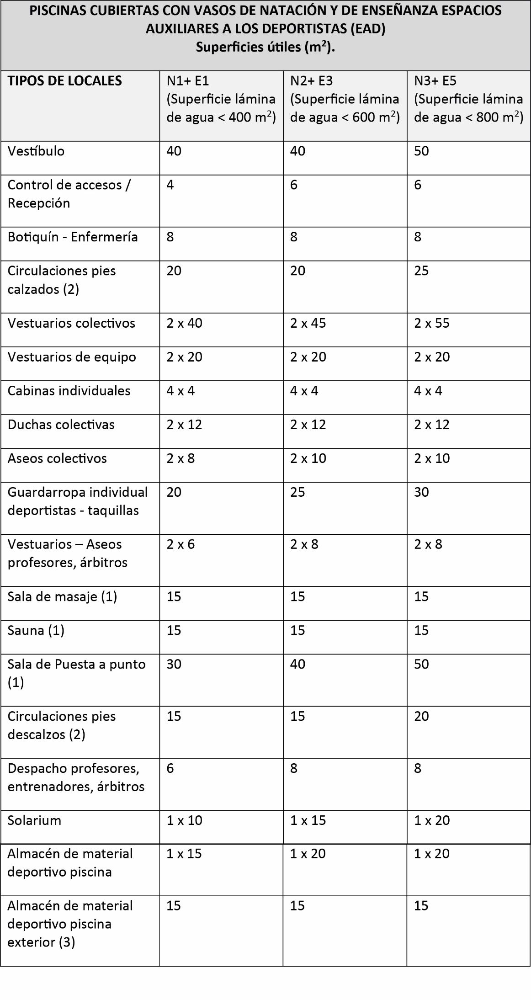 PISCINAS CUBIERTAS CON VASOS DE NATACIÓN Y DE ENSEÑANZA ESPACIOS
AUXILIARES A LOS DEPORTISTAS (EAD)
Superficies útiles (m²).
TIPOS DE LOCALES
N1+ E1
(Superficie lámina
de agua < 400 m²)
N2+ E3
(Superficie lámina
de agua < 600 m²)
N3+ E5
(Superficie lámina
de agua < 800 m²)
Vestíbulo
40
40
50
Control de accesos /
Recepción
4
6
6
Botiquín - Enfermería
8
8
8
Circulaciones pies
calzados (2)
20
20
25
Vestuarios colectivos
2 x 40
2 x 45
2 x 55
Vestuarios de equipo
2 x 20
2 x 20
2 x 20
Cabinas individuales
4 x 4
4 x 4
4 x 4
Duchas colectivas
2 x 12
2 x 12
2 x 12
Aseos colectivos
2 x 8
2 x 10
2 x 10
Guardarropa individual
deportistas - taquillas
20
25
30
Vestuarios – Aseos
profesores, árbitros
2 x 6
2 x 8
2 x 8
Sala de masaje (1)
15
15
15
Sauna (1)
15
15
15
Sala de Puesta a punto
(1)
30
40
50
Circulaciones pies
descalzos (2)
15
15
20
Despacho profesores,
entrenadores, árbitros
6
8
8
Solarium
1 x 10
1 x 15
1 x 20
Almacén de material
deportivo piscina
1 x 15
1 x 20
1 x 20
Almacén de material
deportivo piscina
exterior (3)
15
15
15